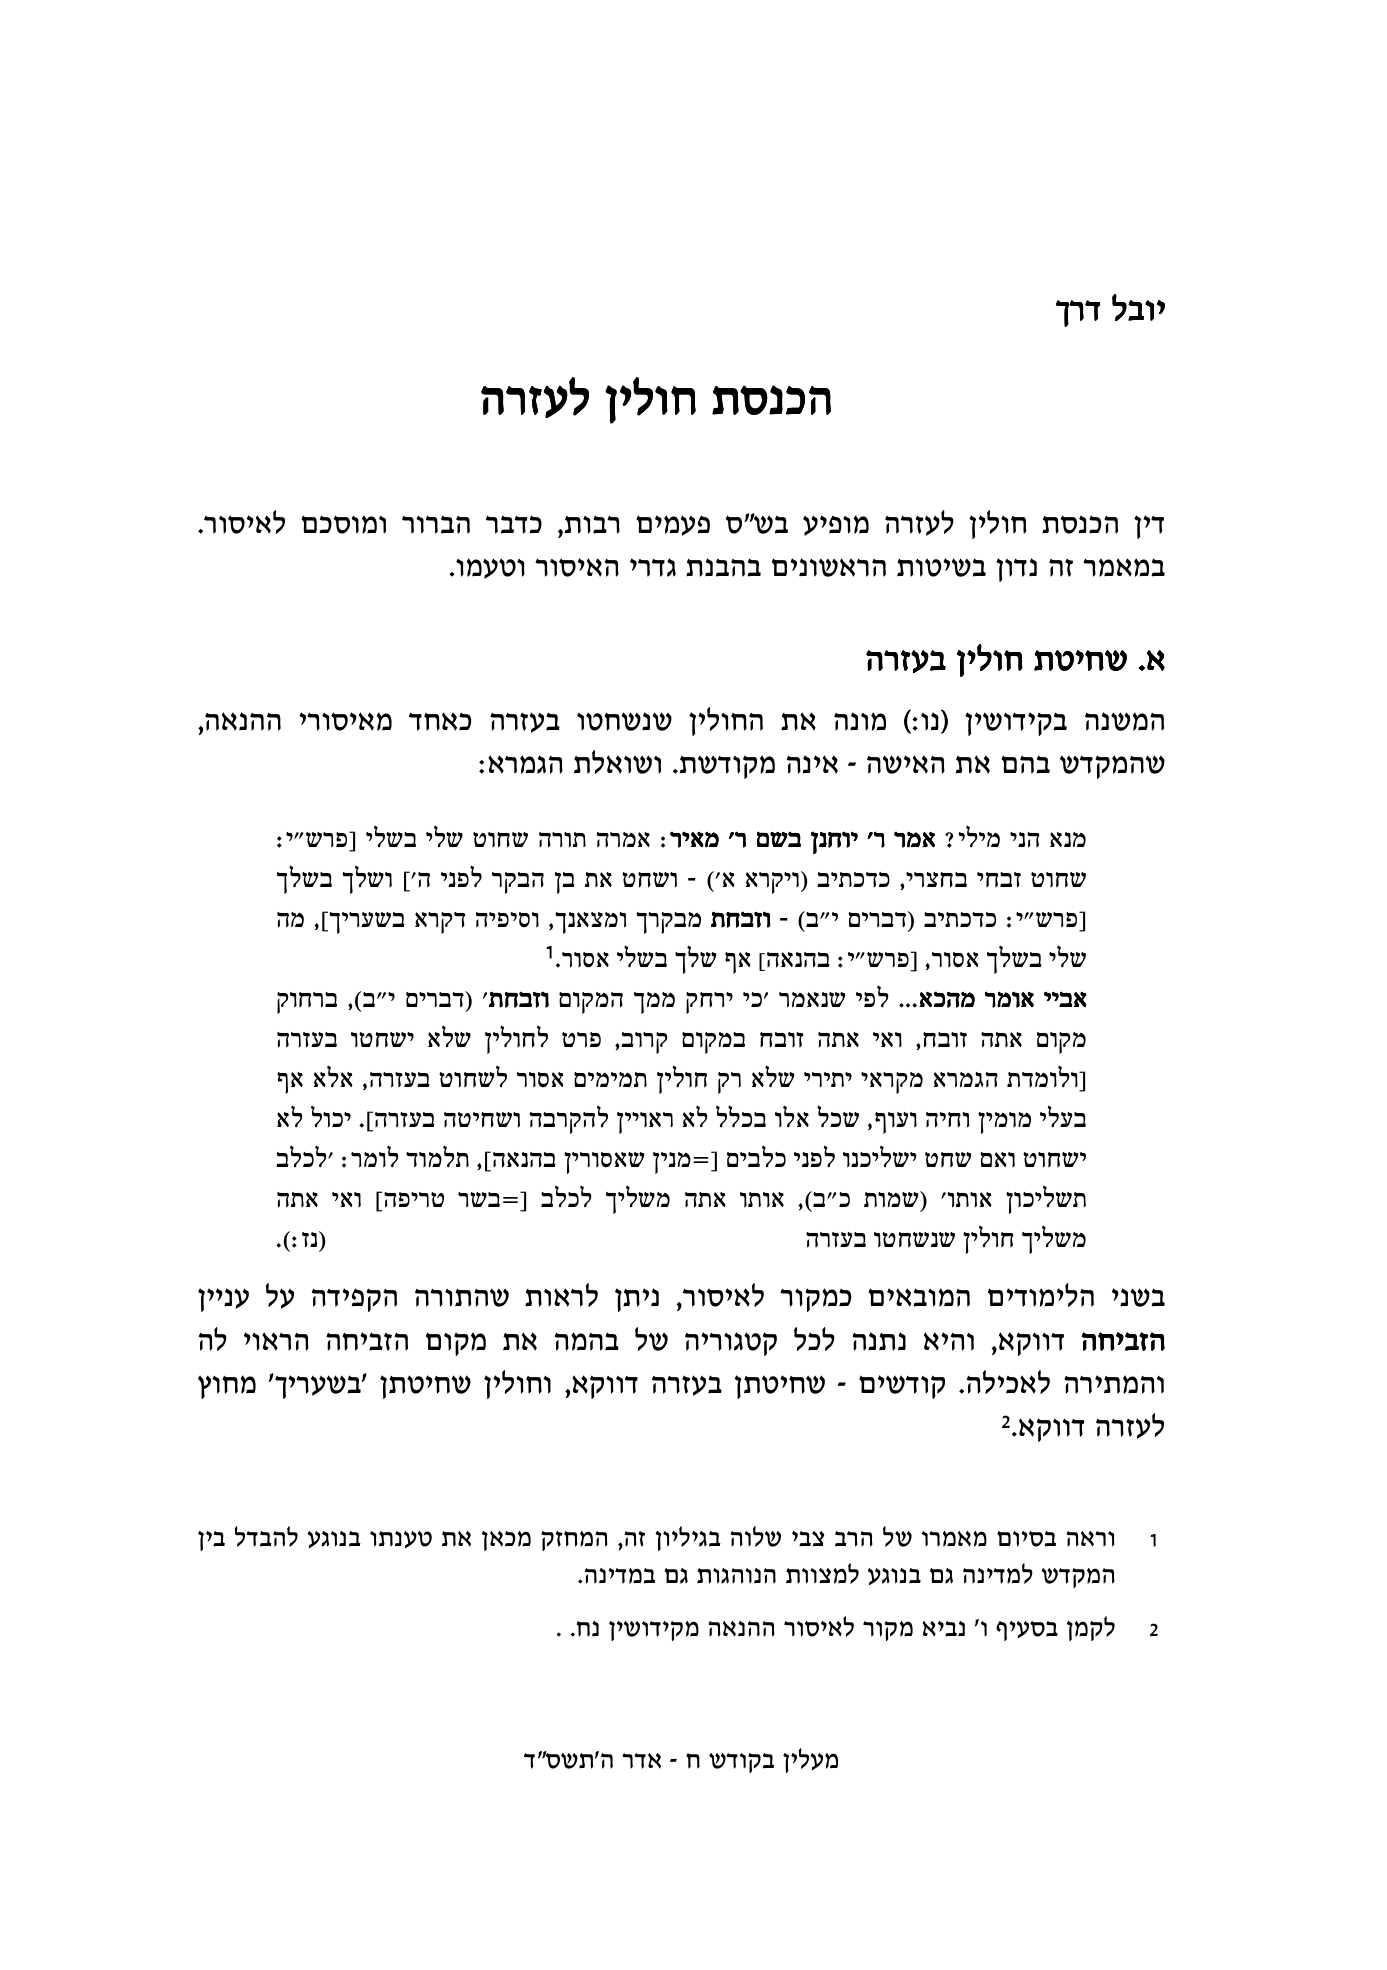 יובל דרך
הכנסת חולין לעזרה
דין הכנסת חולין לעזרה מופיע בש"ס פעמים רבות, כדבר הברור ומוסכם לאיסור.
במאמר זה נדון בשיטות הראשונים בהבנת גדרי האיסור וטעמו.
א. שחיטת חולין בעזרה
המשנה בקידושין (נו:) מונה את החולין שנשחטו בעזרה כאחד מאיסורי ההנאה,
שהמקדש בהם את האישה - אינה מקודשת. ושואלת הגמרא:
מנא הני מילי? אמר ר' יוחנן בשם ר' מאיר: אמרה תורה שחוט שלי בשלי [פרש"י:
שחוט זבחי בחצרי, כדכתיב (ויקרא א') - ושחט את בן הבקר לפני ה'] ושלך בשלך
[פרש"י: כדכתיב (דברים י"ב) - וזבחת מבקרך ומצאנך, וסיפיה דקרא בשעריך], מה
שלי בשלך אסור, [פרש"י: בהנאה] אף שלך בשלי אסור.1
אביי אומר מהכא... לפי שנאמר 'כי ירחק ממך המקום וזבחת' (דברים י"ב), ברחוק
מקום אתה זובח, ואי אתה זובח במקום קרוב, פרט לחולין שלא ישחטו בעזרה
[ולומדת הגמרא מקראי יתירי שלא רק חולין תמימים אסור לשחוט בעזרה, אלא אף
בעלי מומין וחיה ועוף, שכל אלו בכלל לא ראויין להקרבה ושחיטה בעזרה]. יכול לא
ישחוט ואם שחט ישליכנו לפני כלבים [=מנין שאסורין בהנאה], תלמוד לומר: 'לכלב
תשליכון אותו' (שמות כ"ב), אותו אתה משליך לכלב [=בשר טריפה] ואי אתה
משליך חולין שנשחטו בעזרה (נז:).
בשני הלימודים המובאים כמקור לאיסור, ניתן לראות שהתורה הקפידה על עניין
הזביחה דווקא, והיא נתנה לכל קטגוריה של בהמה את מקום הזביחה הראוי לה
והמתירה לאכילה. קודשים - שחיטתן בעזרה דווקא, וחולין שחיטתן 'בשעריך' מחוץ
לעזרה דווקא.2
1 וראה בסיום מאמרו של הרב צבי שלוה בגיליון זה, המחזק מכאן את טענתו בנוגע להבדל בין
המקדש למדינה גם בנוגע למצוות הנוהגות גם במדינה.
2 לקמן בסעיף ו' נביא מקור לאיסור ההנאה מקידושין נח. .
מעלין בקודש ח - אדר ה'תשס"ד